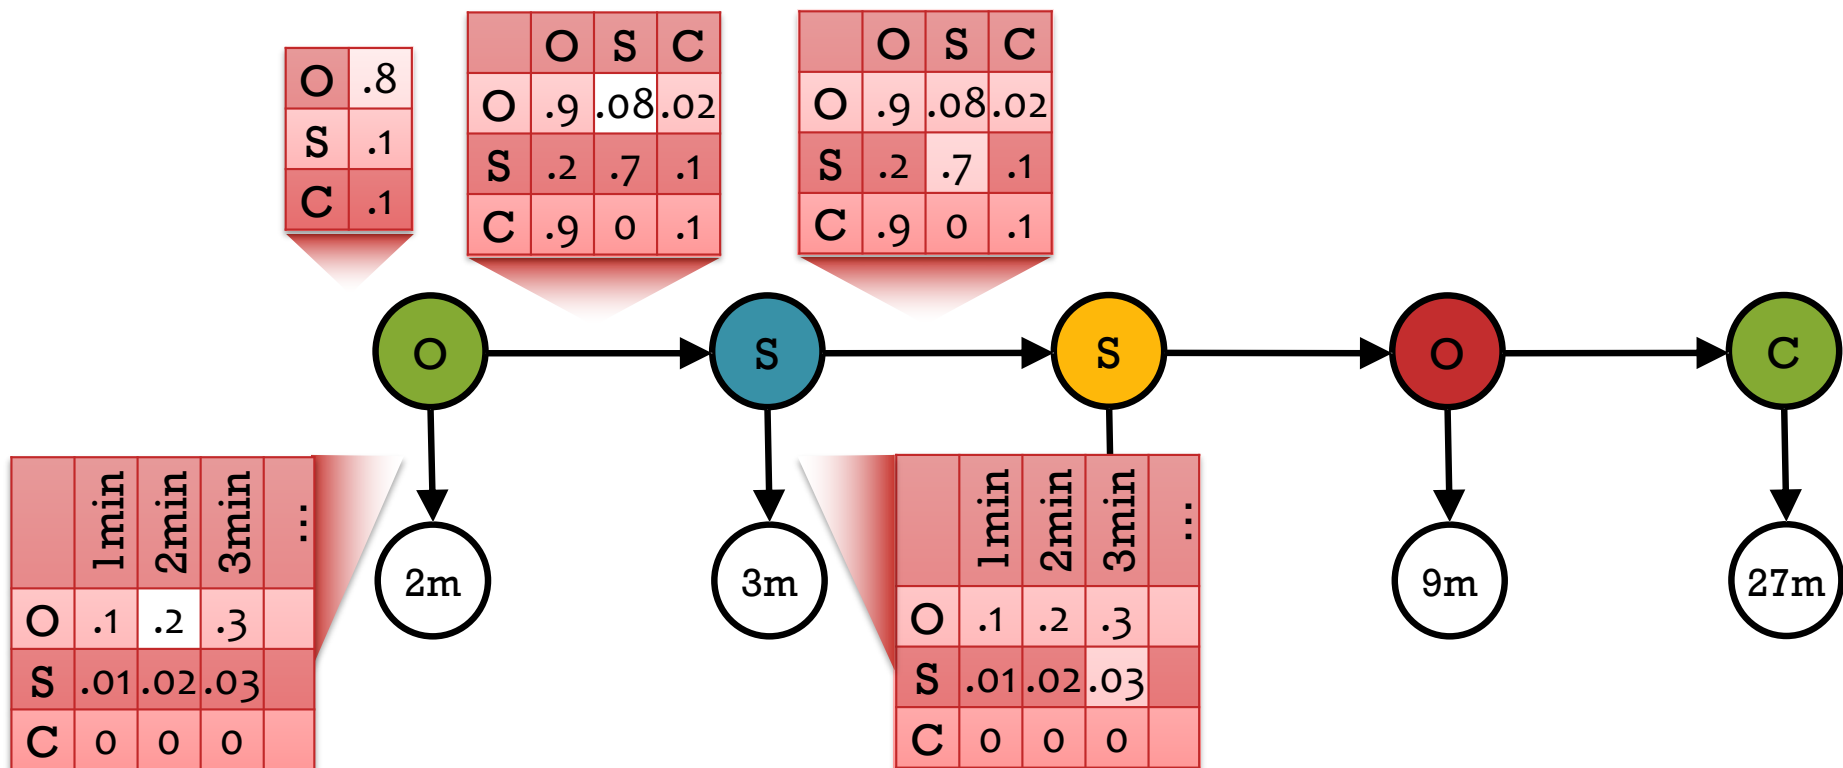 O .8
S .1
C .1
O S C
O .9 .08 .02
S .2 .7 .1
C .9 0 .1
O S C
O .9 .08 .02
S .2 .7 .1
C .9 0 .1
O S S O C
1min 2min 3min ...
O .1 .2 .3
S .01 .02 .03
C 0 0 0
2m 3m
1min 2min 3min ...
O .1 .2 .3
S .01 .02 .03
C 0 0 0
9m 27m